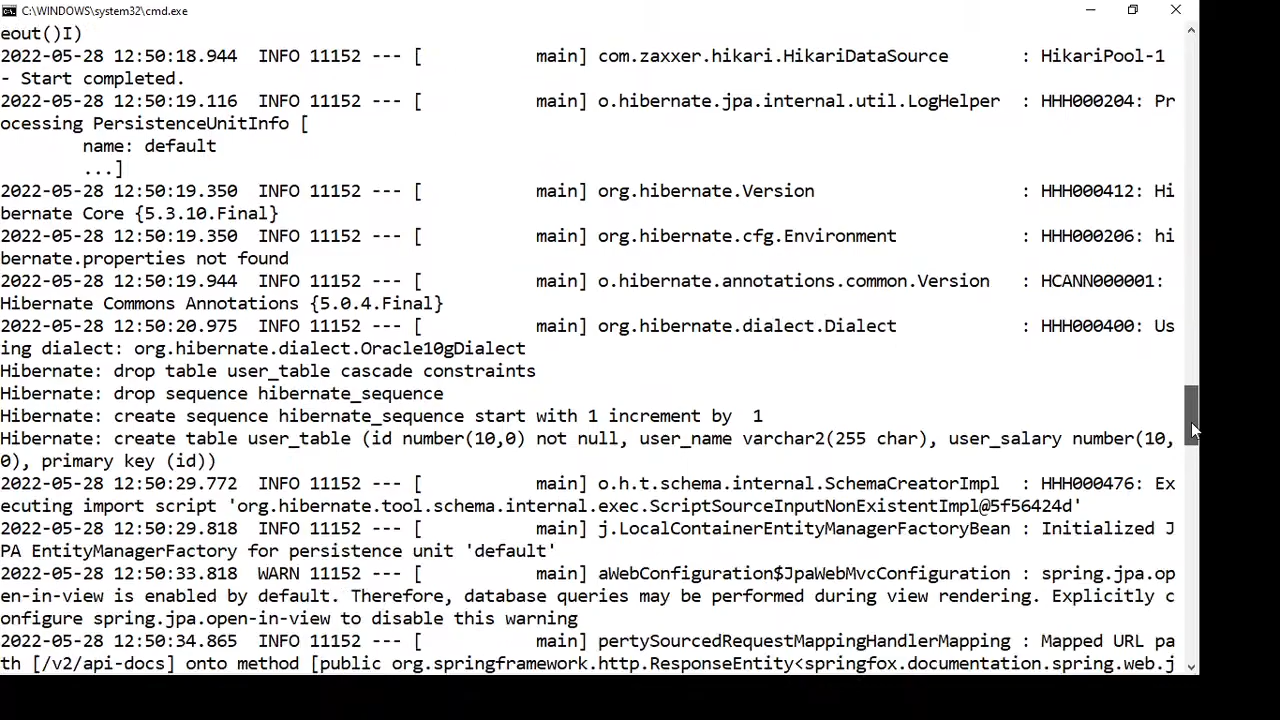 C:\WINDOWS\system32\cmd.exe
eout()I)
2022-05-28 12:50:18.944  INFO 11152 --- [           main] com.zaxxer.hikari.HikariDataSource       : HikariPool-1
- Start completed.
2022-05-28 12:50:19.116  INFO 11152 --- [           main] o.hibernate.jpa.internal.util.LogHelper  : HHH000204: Pr
ocessing PersistenceUnitInfo [
        name: default
        ...]
2022-05-28 12:50:19.350  INFO 11152 --- [           main] org.hibernate.Version                    : HHH000412: Hi
bernate Core {5.3.10.Final}
2022-05-28 12:50:19.350  INFO 11152 --- [           main] org.hibernate.cfg.Environment            : HHH000206: hi
bernate.properties not found
2022-05-28 12:50:19.944  INFO 11152 --- [           main] o.hibernate.annotations.common.Version   : HCANN000001:
Hibernate Commons Annotations {5.0.4.Final}
2022-05-28 12:50:20.975  INFO 11152 --- [           main] org.hibernate.dialect.Dialect            : HHH000400: Us
ing dialect: org.hibernate.dialect.Oracle10gDialect
Hibernate: drop table user_table cascade constraints
Hibernate: drop sequence hibernate_sequence
Hibernate: create sequence hibernate_sequence start with 1 increment by  1
Hibernate: create table user_table (id number(10,0) not null, user_name varchar2(255 char), user_salary number(10,
0), primary key (id))
2022-05-28 12:50:29.772  INFO 11152 --- [           main] o.h.t.schema.internal.SchemaCreatorImpl  : HHH000476: Ex
ecuting import script 'org.hibernate.tool.schema.internal.exec.ScriptSourceInputNonExistentImpl@5f56424d'
2022-05-28 12:50:29.818  INFO 11152 --- [           main] j.LocalContainerEntityManagerFactoryBean : Initialized J
PA EntityManagerFactory for persistence unit 'default'
2022-05-28 12:50:33.818  WARN 11152 --- [           main] aWebConfiguration$JpaWebMvcConfiguration : spring.jpa.op
en-in-view is enabled by default. Therefore, database queries may be performed during view rendering. Explicitly c
onfigure spring.jpa.open-in-view to disable this warning
2022-05-28 12:50:34.865  INFO 11152 --- [           main] pertySourcedRequestMappingHandlerMapping : Mapped URL pa
th [/v2/api-docs] onto method [public org.springframework.http.ResponseEntity<springfox.documentation.spring.web.j